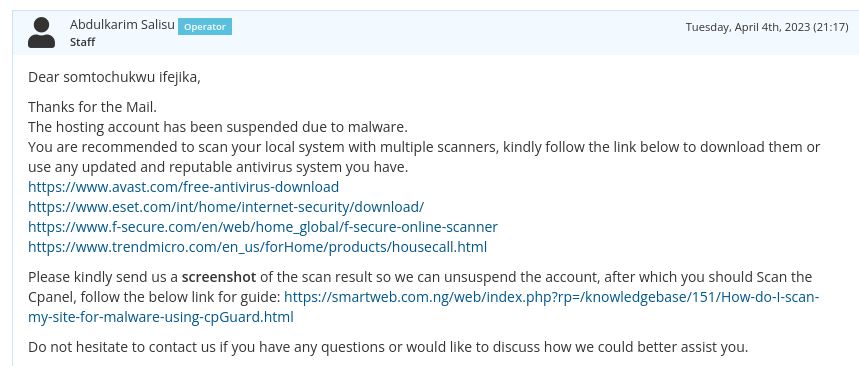 Abdulkarim Salisu Operator
Tuesday, April 4th, 2023 (21:17)
Staff
Dear somtochukwu ifejika,
Thanks for the Mail.
The hosting account has been suspended due to malware.
You are recommended to scan your local system with multiple scanners, kindly follow the link below to download them or
use any updated and reputable antivirus system you have.
https://www.avast.com/free-antivirus-download
https://www.eset.com/int/home/internet-security/download/
https://www.f-secure.com/en/web/home_global/f-secure-online-scanner
https://www.trendmicro.com/en_us/forHome/products/housecall.html
Please kindly send us a screenshot of the scan result so we can unsuspend the account, after which you should Scan the
Cpanel, follow the below link for guide: https://smartweb.com.ng/web/index.php?rp=/knowledgebase/151/How-do-I-scan-
my-site-for-malware-using-cpGuard.html
Do not hesitate to contact us if you have any questions or would like to discuss how we could better assist you.